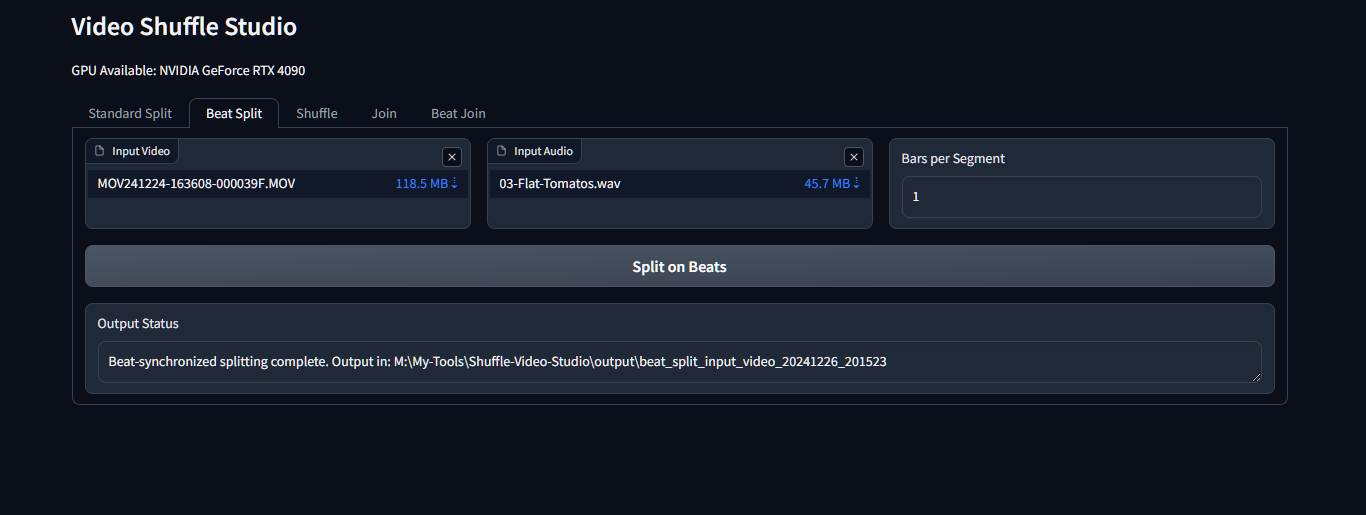 Video Shuffle Studio
GPU Available: NVIDIA GeForce RTX 4090
Standard Split Beat Split Shuffle Join Beat Join
Input Video
MOV241224-163608-000039F.MOV 118.5 MB ⇣
Input Audio
03-Flat-Tomatos.wav 45.7 MB ⇣
Bars per Segment
1
Split on Beats
Output Status
Beat-synchronized splitting complete. Output in: M:\My-Tools\Shuffle-Video-Studio\output\beat_split_input_video_20241226_201523